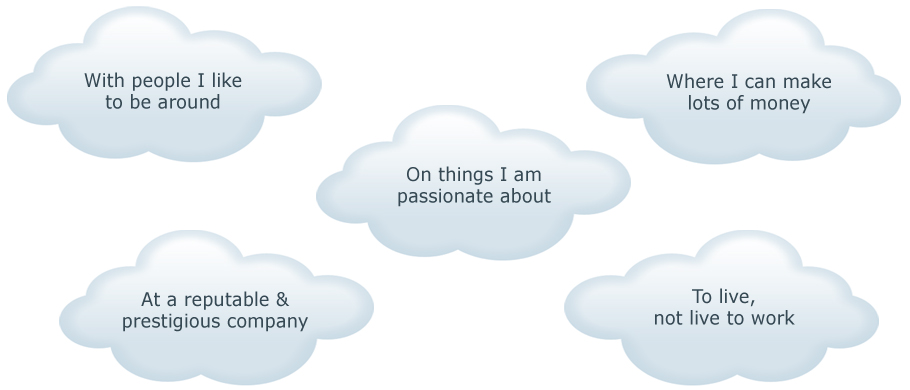 With people I like
to be around
Where I can make
lots of money
On things I am
passionate about
At a reputable &
prestigious company
To live,
not live to work